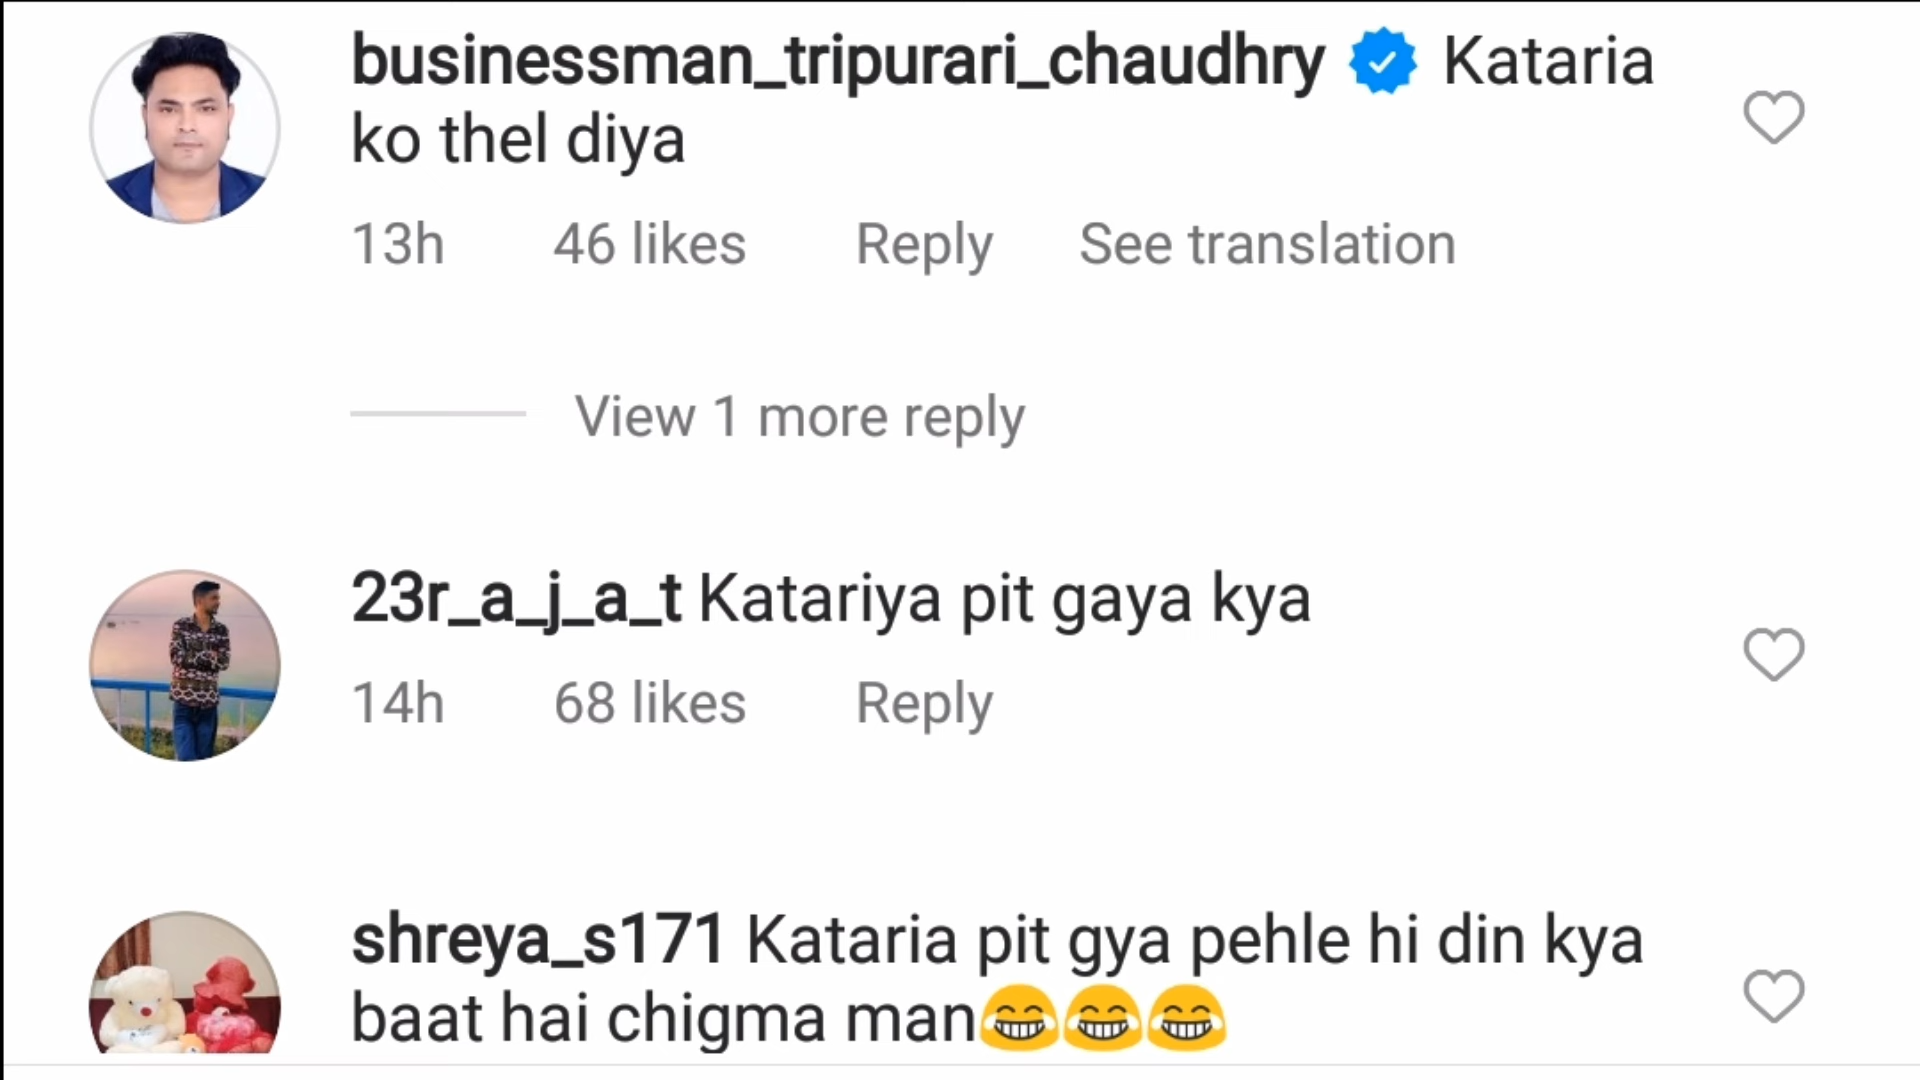 businessman_tripurari_chaudhry Kataria
ko thel diya
13h 46 likes Reply See translation
View 1 more reply
23r_a_j_a_t Katariya pit gaya kya
14h 68 likes Reply
shreya_s171 Kataria pit gya pehle hi din kya
baat hai chigma man😂😂😂